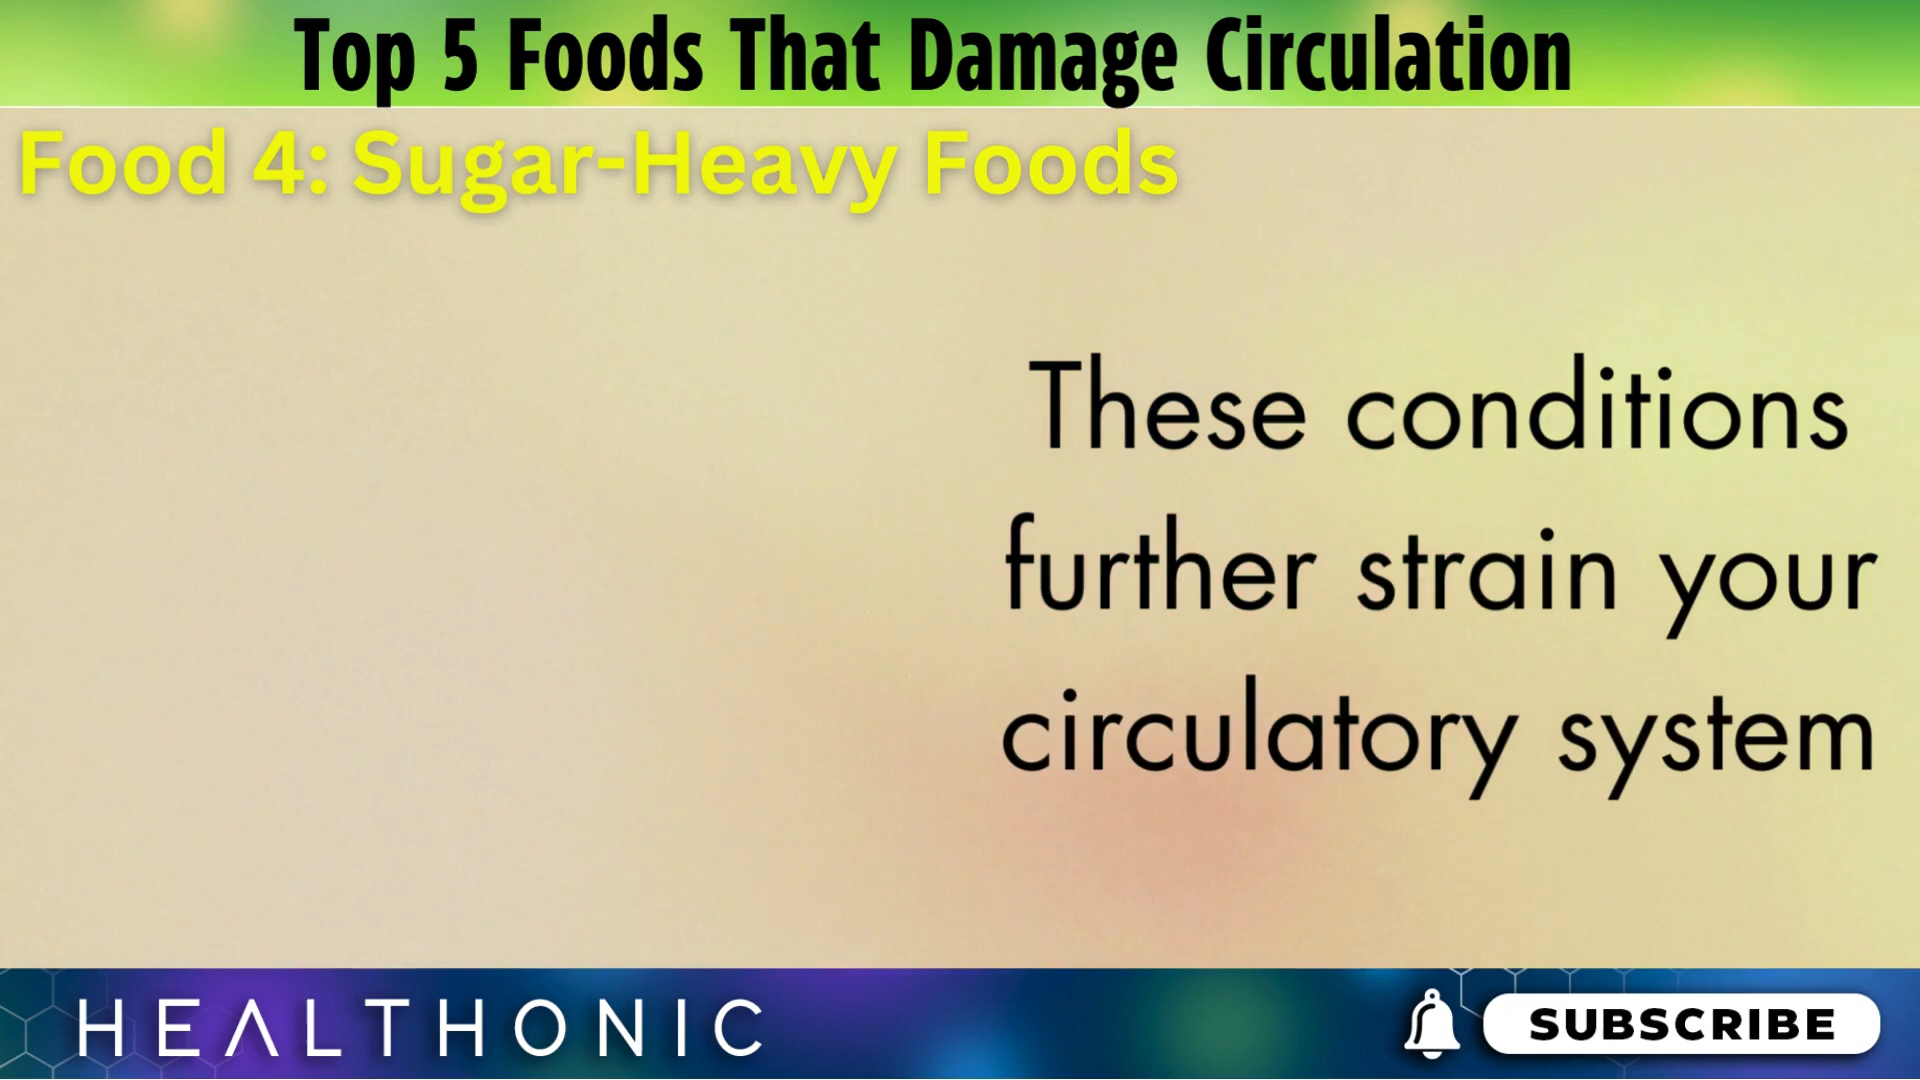 Top 5 Foods That Damage Circulation
Food 4: Sugar-Heavy Foods
These conditions
further strain your
circulatory system
HEALTHONIC
SUBSCRIBE